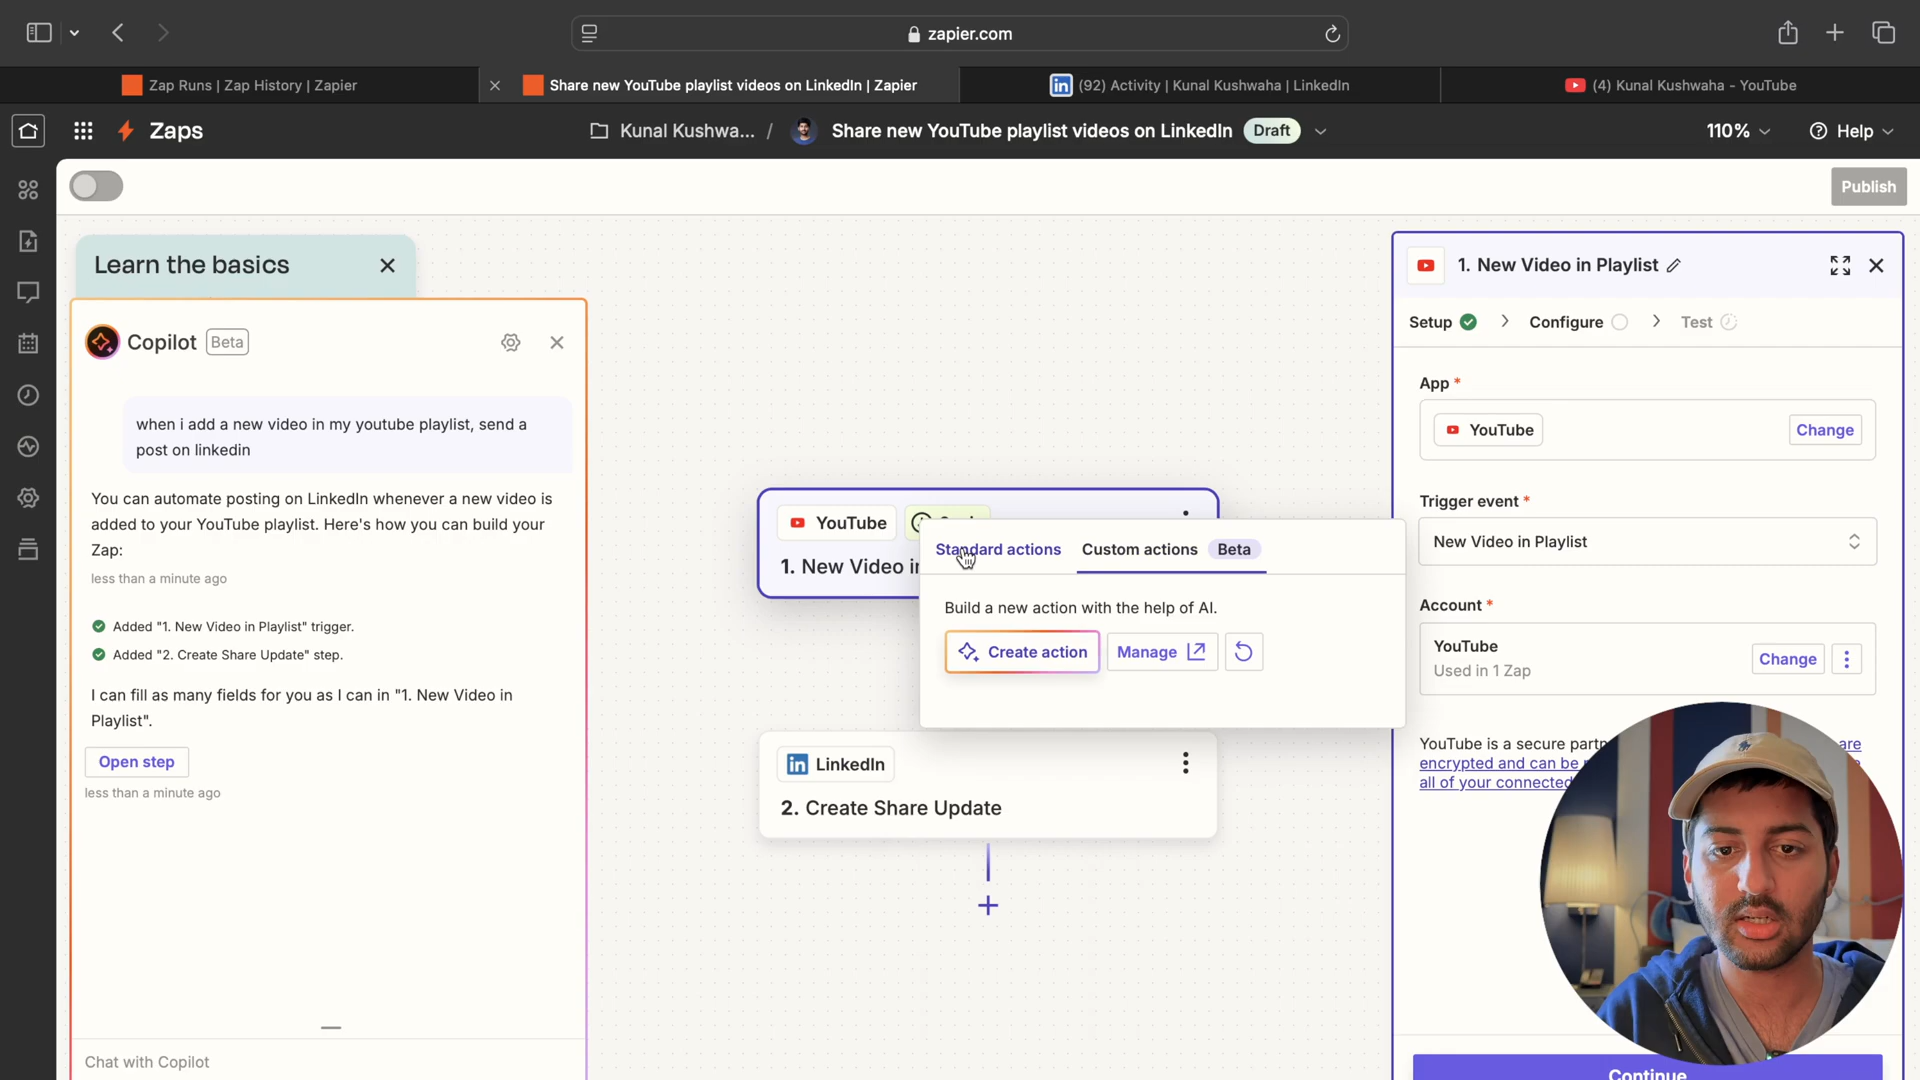 zapier.com
Zap Runs | Zap History | Zapier
Share new YouTube playlist videos on LinkedIn | Zapier
(92) Activity | Kunal Kushwaha | LinkedIn
(4) Kunal Kushwaha - YouTube
Zaps
Kunal Kushwa... / Share new YouTube playlist videos on LinkedIn Draft
110%
Help
Publish
Learn the basics
Copilot Beta
when i add a new video in my youtube playlist, send a
post on linkedin
You can automate posting on LinkedIn whenever a new video is
added to your YouTube playlist. Here's how you can build your
Zap:
less than a minute ago
Added "1. New Video in Playlist" trigger.
Added "2. Create Share Update" step.
I can fill as many fields for you as I can in "1. New Video in
Playlist".
Open step
less than a minute ago
Chat with Copilot
YouTube
1. New Video in
Standard actions
Custom actions Beta
Build a new action with the help of AI.
Create action
Manage
LinkedIn
2. Create Share Update
1. New Video in Playlist
Setup
Configure
Test
App *
YouTube
Change
Trigger event *
New Video in Playlist
Account *
YouTube
Used in 1 Zap
Change
YouTube is a secure are
encrypted and can be
all of your connected
Continue